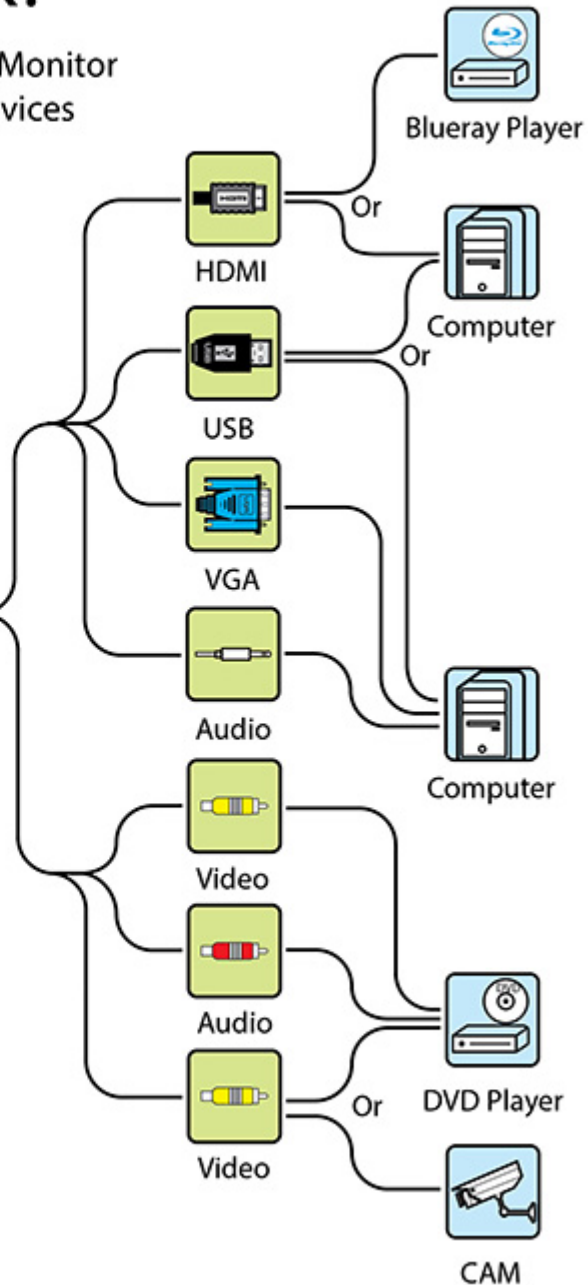 Monitor
vices
Blueray Player
Or
HDMI
Computer
Or
USB
VGA
Audio
Computer
Video
Audio
DVD
Or
DVD Player
Video
CAM